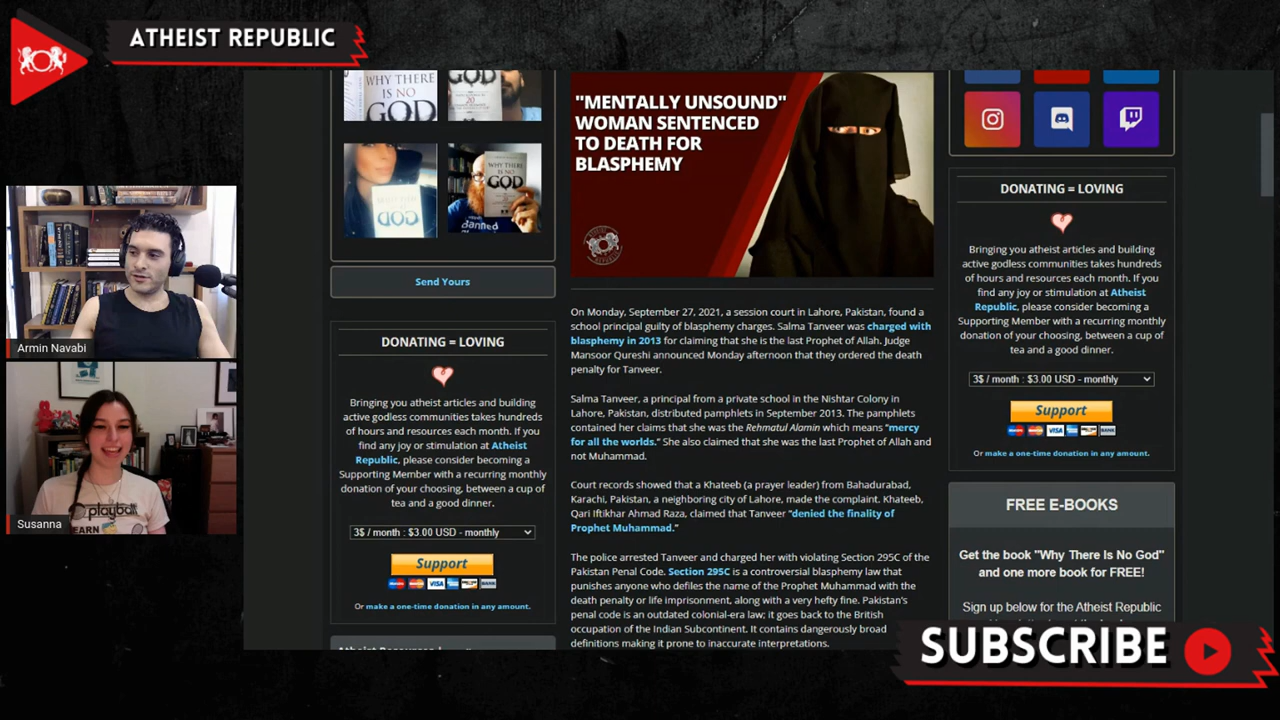 ATHEIST REPUBLIC
Armin Navabi
Susanna
WHY THERE
IS NO
GOD
GOD
WHY THERE
IS NO
GOD
Banned
Send Yours
DONATING = LOVING
Bringing you atheist articles and building
active godless communities takes hundreds
of hours and resources each month. If you
find any joy or stimulation at Atheist
Republic, please consider becoming a
Supporting Member with a recurring monthly
donation of your choosing, between a cup of
tea and a good dinner.
3$ / month : $3.00 USD - monthly
Support
VISA
BANK
Or make a one-time donation in any amount.
"MENTALLY UNSOUND"
WOMAN SENTENCED
TO DEATH FOR
BLASPHEMY
On Monday, September 27, 2021, a session court in Lahore, Pakistan, found a
school principal guilty of blasphemy charges. Salma Tanveer was charged with
blasphemy in 2013 for claiming that she is the last Prophet of Allah. Judge
Mansoor Qureshi announced Monday afternoon that they ordered the death
penalty for Tanveer.
Salma Tanveer, a principal from a private school in the Nishtar Colony in
Lahore, Pakistan, distributed pamphlets in September 2013. The pamphlets
contained her claims that she was the Rehmatul Alamin which means “mercy
for all the worlds.” She also claimed that she was the last Prophet of Allah and
not Muhammad.
Court records showed that a Khateeb (a prayer leader) from Bahadurabad,
Karachi, Pakistan, a neighboring city of Lahore, made the complaint. Khateeb,
Qari Iftikhar Ahmad Raza, claimed that Tanveer “denied the finality of
Prophet Muhammad.”
The police arrested Tanveer and charged her with violating Section 295C of the
Pakistan Penal Code. Section 295C is a controversial blasphemy law that
punishes anyone who defiles the name of the Prophet Muhammad with the
death penalty or life imprisonment, along with a very hefty fine. Pakistan's
penal code is an outdated colonial-era law; it goes back to the British
occupation of the Indian Subcontinent. It contains dangerously broad
definitions making it prone to inaccurate interpretations.
DONATING = LOVING
Bringing you atheist articles and building
active godless communities takes hundreds
of hours and resources each month. If you
find any joy or stimulation at Atheist
Republic, please consider becoming a
Supporting Member with a recurring monthly
donation of your choosing, between a cup of
tea and a good dinner.
3$ / month : $3.00 USD - monthly
Support
VISA
BANK
Or make a one-time donation in any amount.
FREE E-BOOKS
Get the book "Why There Is No God"
and one more book for FREE!
Sign up below for the Atheist Republic
SUBSCRIBE